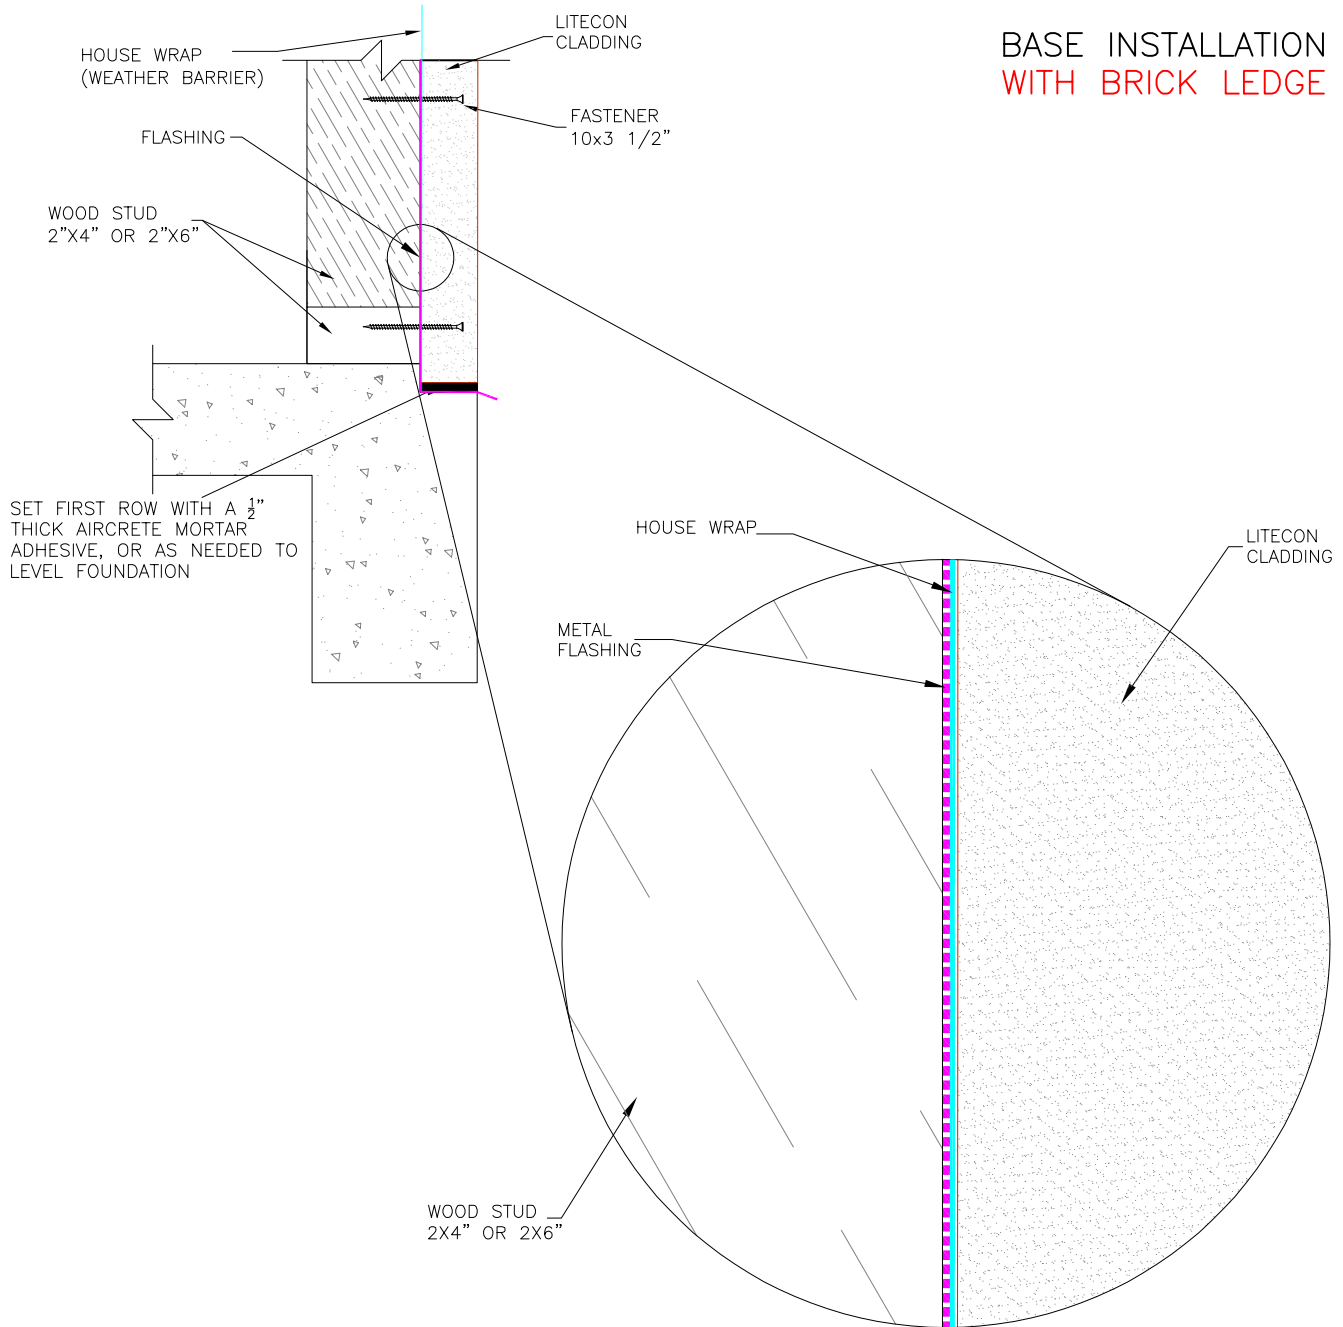 BASE INSTALLATION
WITH BRICK LEDGE
HOUSE WRAP
(WEATHER BARRIER)
LITECON
CLADDING
FASTENER
10x3 1/2”
FLASHING
WOOD STUD
2”X4” OR 2”X6”
SET FIRST ROW WITH A 1/2”
THICK AIRCRETE MORTAR
ADHESIVE, OR AS NEEDED TO
LEVEL FOUNDATION
HOUSE WRAP
LITECON
CLADDING
METAL
FLASHING
WOOD STUD
2X4” OR 2X6”